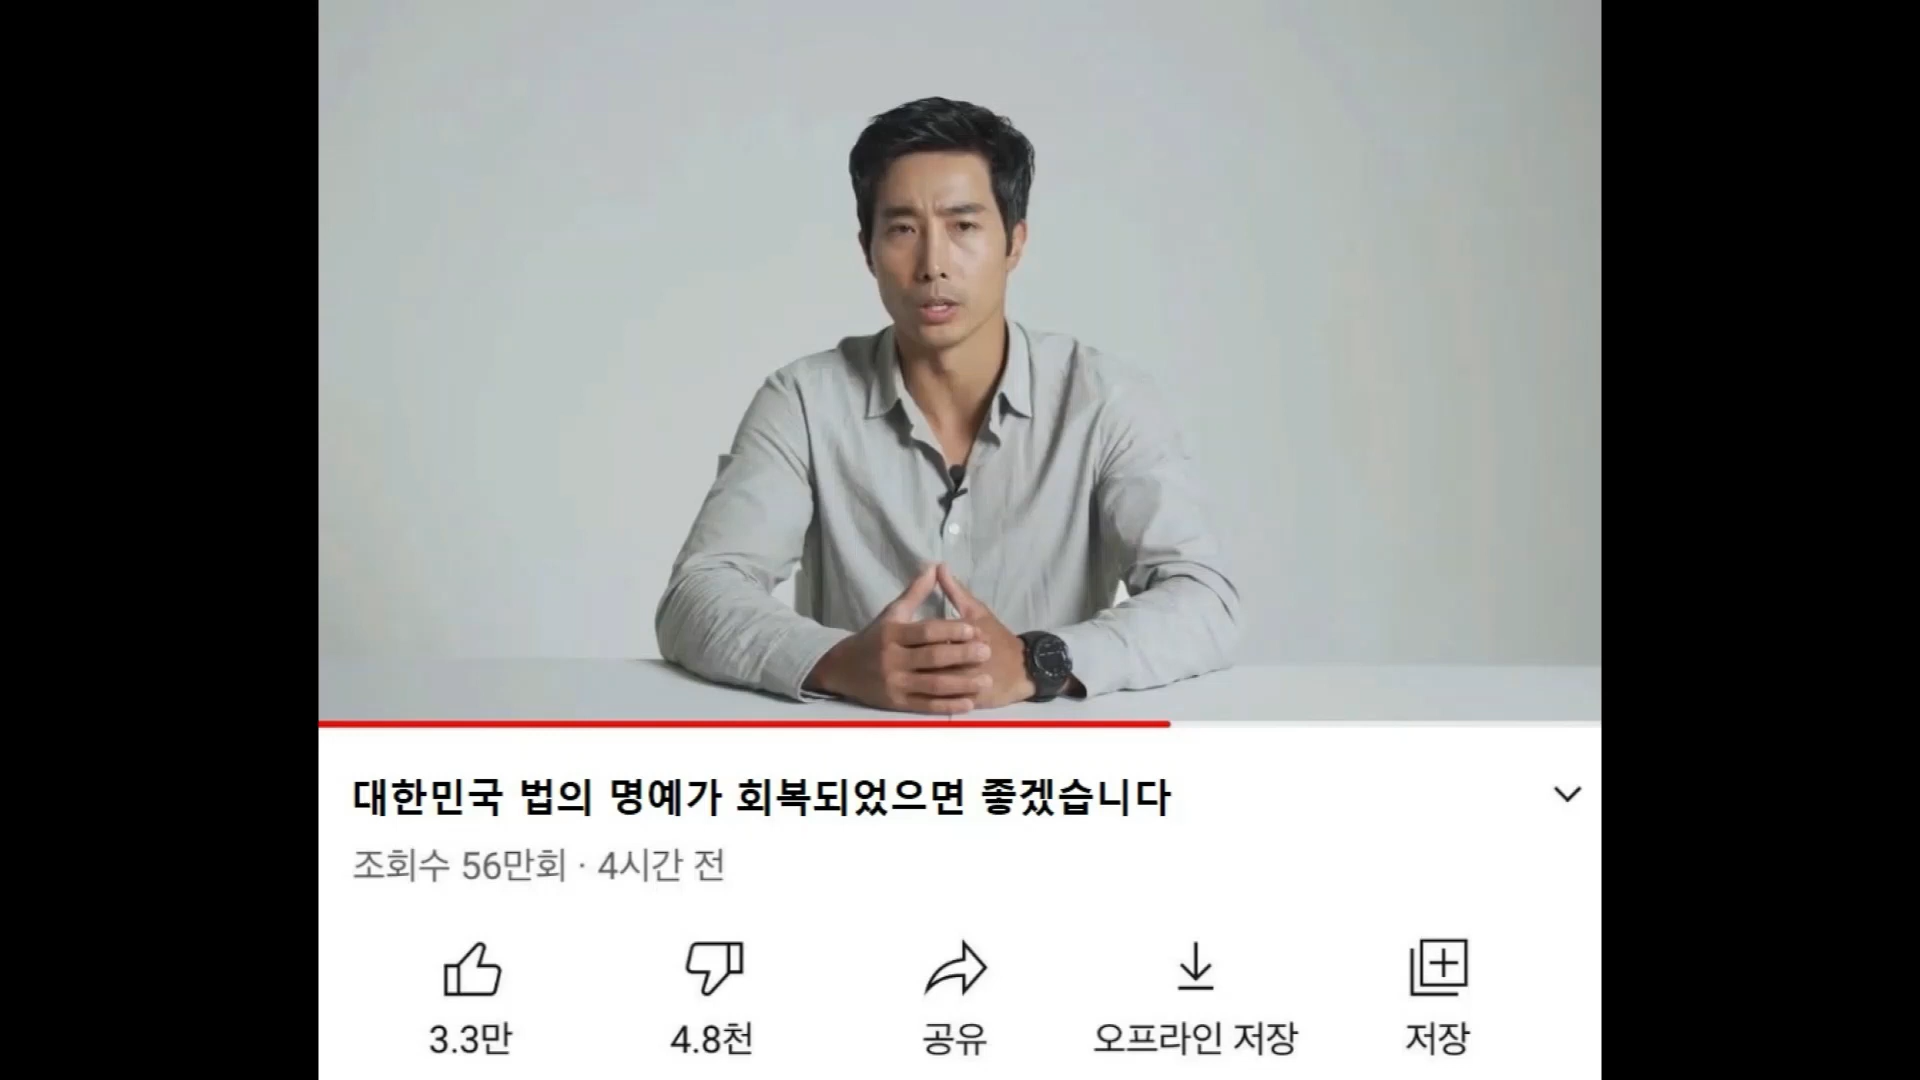 대한민국 법의 명예가 회복되었으면 좋겠습니다
조회수 56만회 · 4시간 전
3.3만
4.8천
공유
오프라인 저장
저장